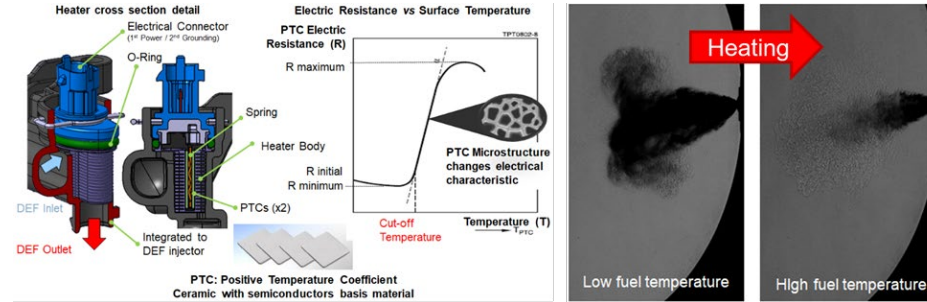 Heater cross section detail
Electrical Connector
(1st Power / 2nd Grounding)
O-Ring
Spring
Heater Body
PTCs (x2)
DEF Inlet
DEF Outlet
Integrated to
DEF injector
PTC: Positive Temperature Coefficient
Ceramic with semiconductors basis material
Electric Resistance vs Surface Temperature
PTC Electric
Resistance (R)
TPT0802-8
R maximum
PTC Microstructure
changes electrical
characteristic
R initial
R minimum
Cut-off
Temperature
Temperature (T)
T PTC
Heating
Low fuel temperature
HIgh fuel temperature